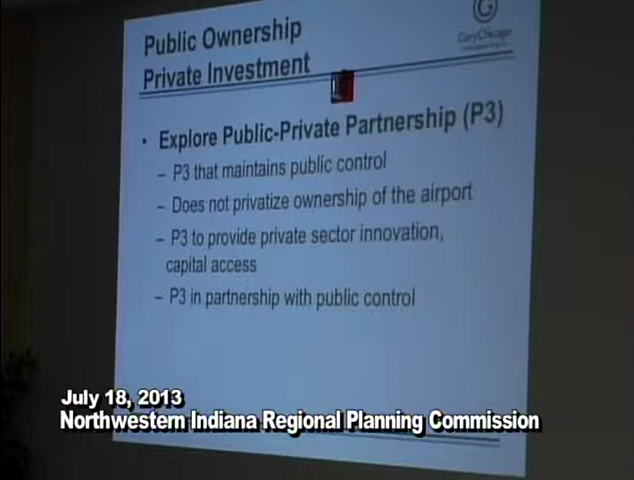 Public Ownership
Private Investment
GaryChicago
• Explore Public-Private Partnership (P3)
– P3 that maintains public control
– Does not privatize ownership of the airport
– P3 to provide private sector innovation,
capital access
– P3 in partnership with public control
July 18, 2013
Northwestern Indiana Regional Planning Commission